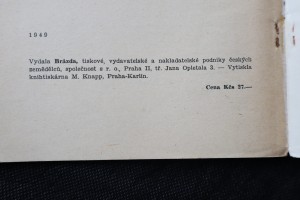 1949
Vydala Brázda, tiskové, vydavatelské a nakladatelské podniky českých
zemědělců, společnost s r. o., Praha II, tř. Jana Opletala 3. — Vytiskla
knihtiskárna M. Knapp, Praha-Karlín.
Cena Kčs 27.—